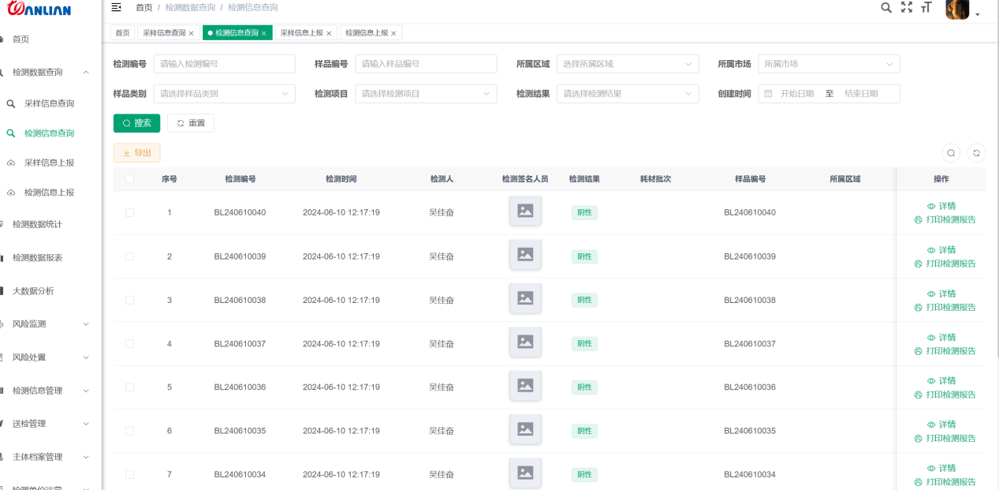 WANLIAN
首页 / 检测数据查询 / 检测信息查询
首页 采样信息查询 × 检测信息查询 × 采样信息上报 × 检测信息上报 ×
首页
检测数据查询
采样信息查询
检测信息查询
采样信息上报
检测信息上报
检测数据统计
检测数据报表
大数据分析
风险监测
风险处置
检测信息管理
送检管理
主体档案管理
检测单位运营
检测编号 请输入检测编号 样品编号 请输入样品编号 所属区域 选择所属区域 所属市场 所属市场
样品类别 请选择样品类别 检测项目 请选择检测项目 检测结果 请选择检测结果 创建时间 开始日期 至 结束日期
搜索 重置
导出
序号 检测编号 检测时间 检测人 检测签名人员 检测结果 耗材批次 样品编号 所属区域 操作
1 BL240610040 2024-06-10 12:17:19 吴佳奋 阴性 BL240610040 详情
打印检测报告
2 BL240610039 2024-06-10 12:17:19 吴佳奋 阴性 BL240610039 详情
打印检测报告
3 BL240610038 2024-06-10 12:17:19 吴佳奋 阴性 BL240610038 详情
打印检测报告
4 BL240610037 2024-06-10 12:17:19 吴佳奋 阴性 BL240610037 详情
打印检测报告
5 BL240610036 2024-06-10 12:17:19 吴佳奋 阴性 BL240610036 详情
打印检测报告
6 BL240610035 2024-06-10 12:17:19 吴佳奋 阴性 BL240610035 详情
打印检测报告
7 BL240610034 2024-06-10 12:17:19 吴佳奋 阴性 BL240610034 详情
打印检测报告